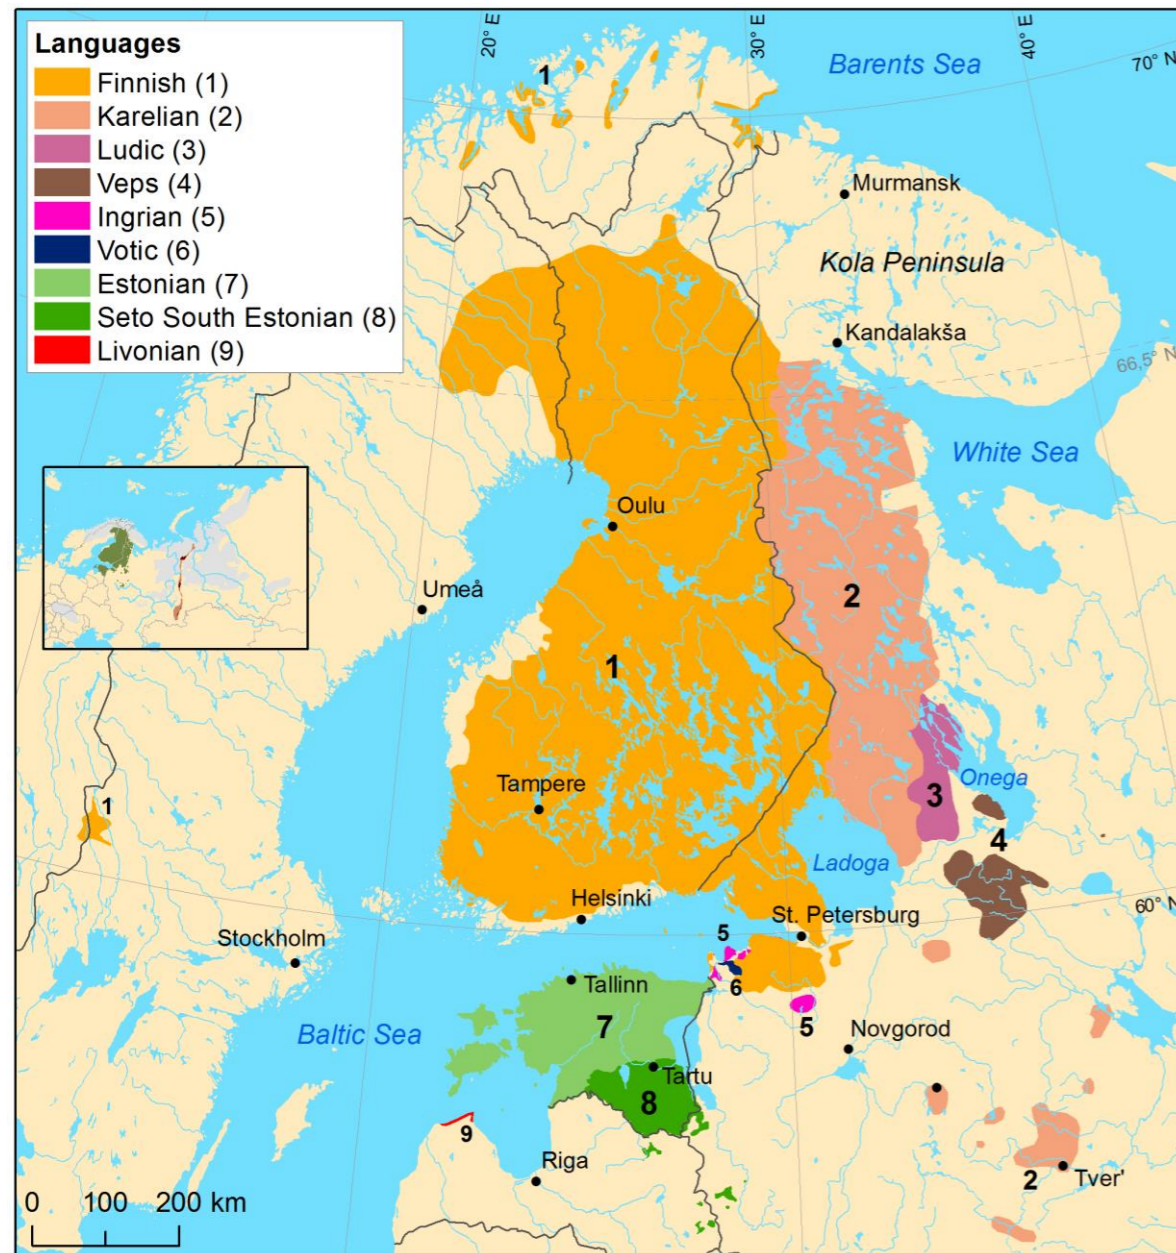 Languages
Finnish (1)
Karelian (2)
Ludic (3)
Veps (4)
Ingrian (5)
Votic (6)
Estonian (7)
Seto South Estonian (8)
Livonian (9)
20° E
30° E
40° E
70° N
Barents Sea
1
Murmansk
Kola Peninsula
Kandalakša
66,5° N
White Sea
Oulu
Umeå
2
1
Tampere
1
Onega
3
4
Ladoga
Helsinki
St. Petersburg
60° N
Stockholm
5
Tallinn
6
5
7
Baltic Sea
Novgorod
Tartu
8
9
Riga
2
Tver'
0 100 200 km